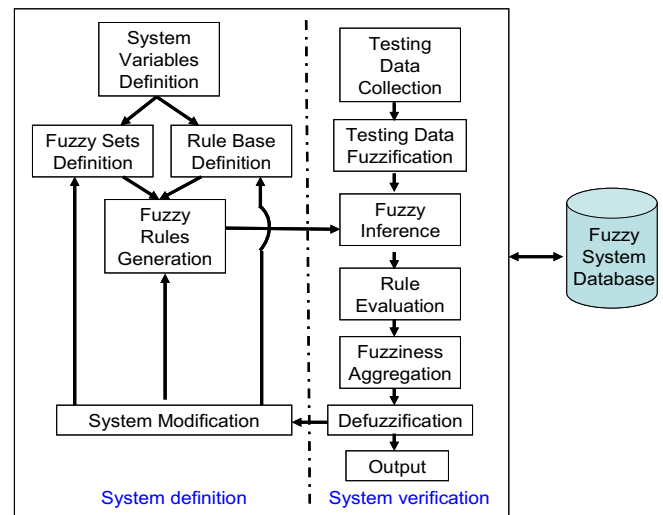 System
Variables
Definition
Fuzzy Sets
Definition
Rule Base
Definition
Fuzzy
Rules
Generation
System Modification
System definition
Testing
Data
Collection
Testing Data
Fuzzification
Fuzzy
Inference
Rule
Evaluation
Fuzziness
Aggregation
Defuzzification
Output
System verification
Fuzzy
System
Database